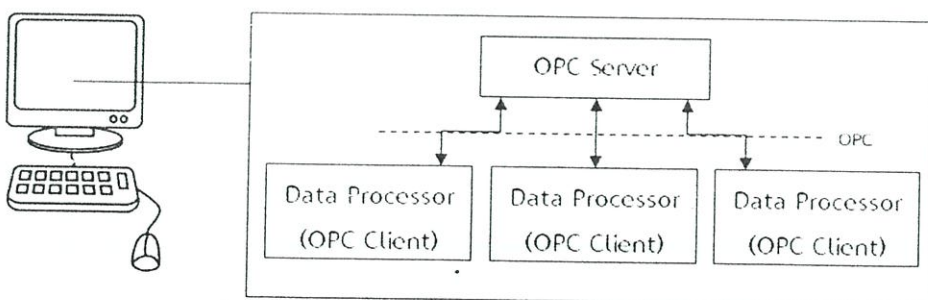 OPC Server
OPC
Data Processor
(OPC Client)
Data Processor
(OPC Client)
Data Processor
(OPC Client)